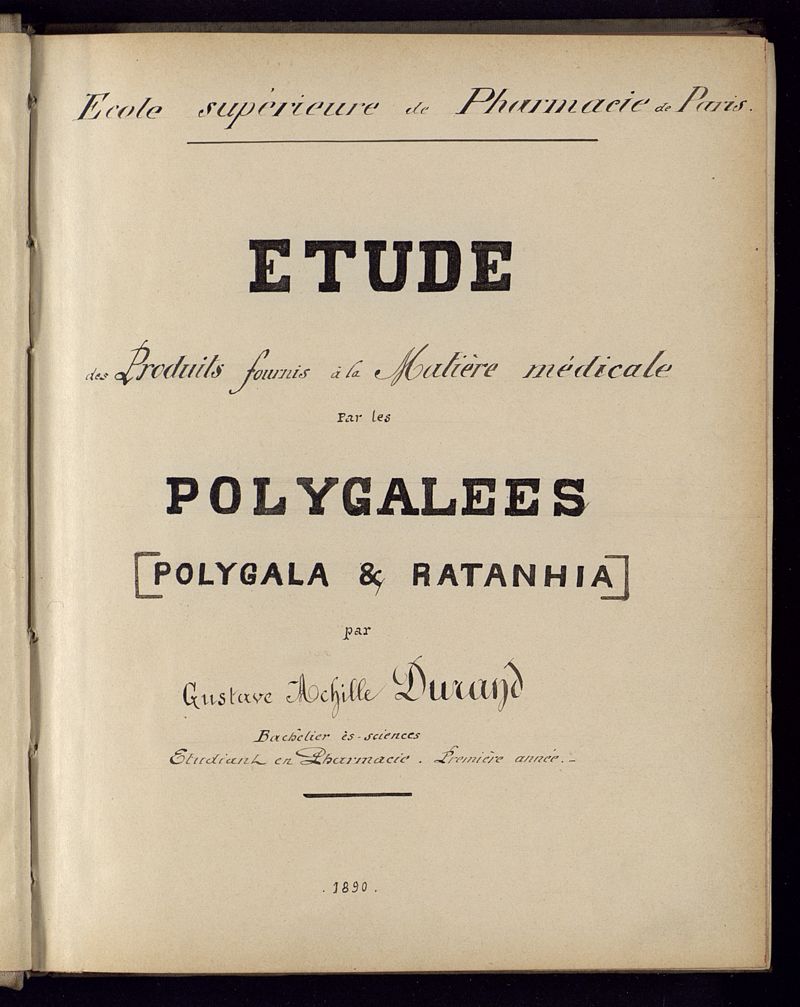 Ecole supérieure de Pharmacie de Paris.
ETUDE
des Produits fournis à la Matière médicale
Par les
POLYGALEES
[POLYGALA & RATANHIA]
par
Gustave Achille Durand
Bachelier ès-sciences
Etudiant en Pharmacie. Première année.-
.1890.